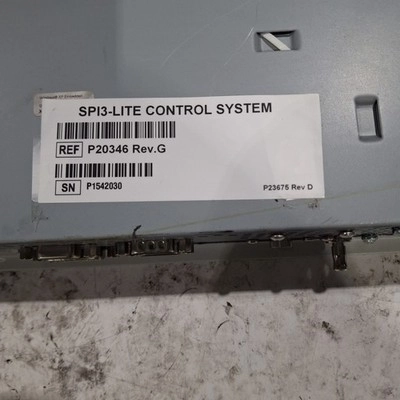 SPI3-LITE CONTROL SYSTEM
REF P20346 Rev.G
SN P1542030
P23675 Rev D